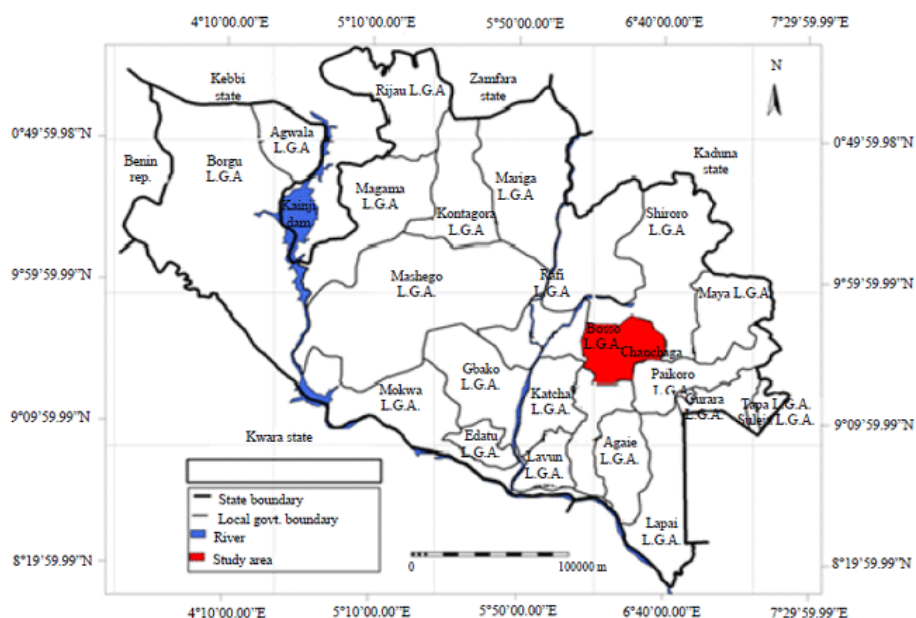 4°10'00.00"E
5°10'00.00"E
5°50'00.00"E
6°40'00.00"E
7°29'59.99"E
N
Kebbi
state
Rijau L.G.A
Zamfara
state
0°49'59.98"N
0°49'59.98"N
Agwala
L.G.A
Benin
rep.
Borgu
L.G.A
Kaduna
state
Magama
L.G.A
Mariga
L.G.A
Kainji
dam
Kontagora
L.G.A
Shiroro
L.G.A
9°59'59.99"N
9°59'59.99"N
Mashego
L.G.A.
Rafi
L.G.A
Maya L.G.A
Bosso
L.G.A.
Chanchaga
Gbako
L.G.A.
Paikoro
L.G.A
Mokwa
L.G.A.
Katcha
L.G.A.
Gurara
L.G.A.
Tapa L.G.A.
Suleja L.G.A.
9°09'59.99"N
9°09'59.99"N
Kwara state
Edatu
L.G.A.
Lavun
L.G.A.
Agaie
L.G.A.
Lapai
L.G.A.
State boundary
Local govt. boundary
River
Study area
0
100000 m
8°19'59.99"N
8°19'59.99"N
4°10'00.00"E
5°10'00.00"E
5°50'00.00"E
6°40'00.00"E
7°29'59.99"E